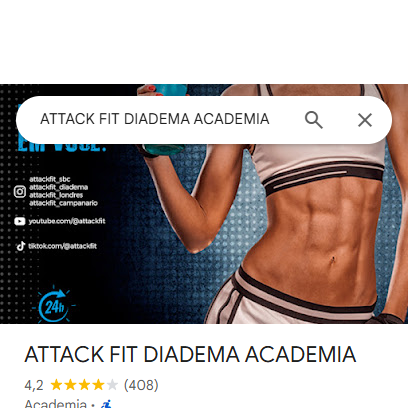 ATTACK FIT DIADEMA ACADEMIA
EM VOCÊ.
attackfit_sbc
attackfit_diadema
attackfit_londres
attackfit_campanario
youtube.com/@attackfit
tiktok.com/@attackfit
24h
ATTACK FIT DIADEMA ACADEMIA
4,2 (408)
Academia ·